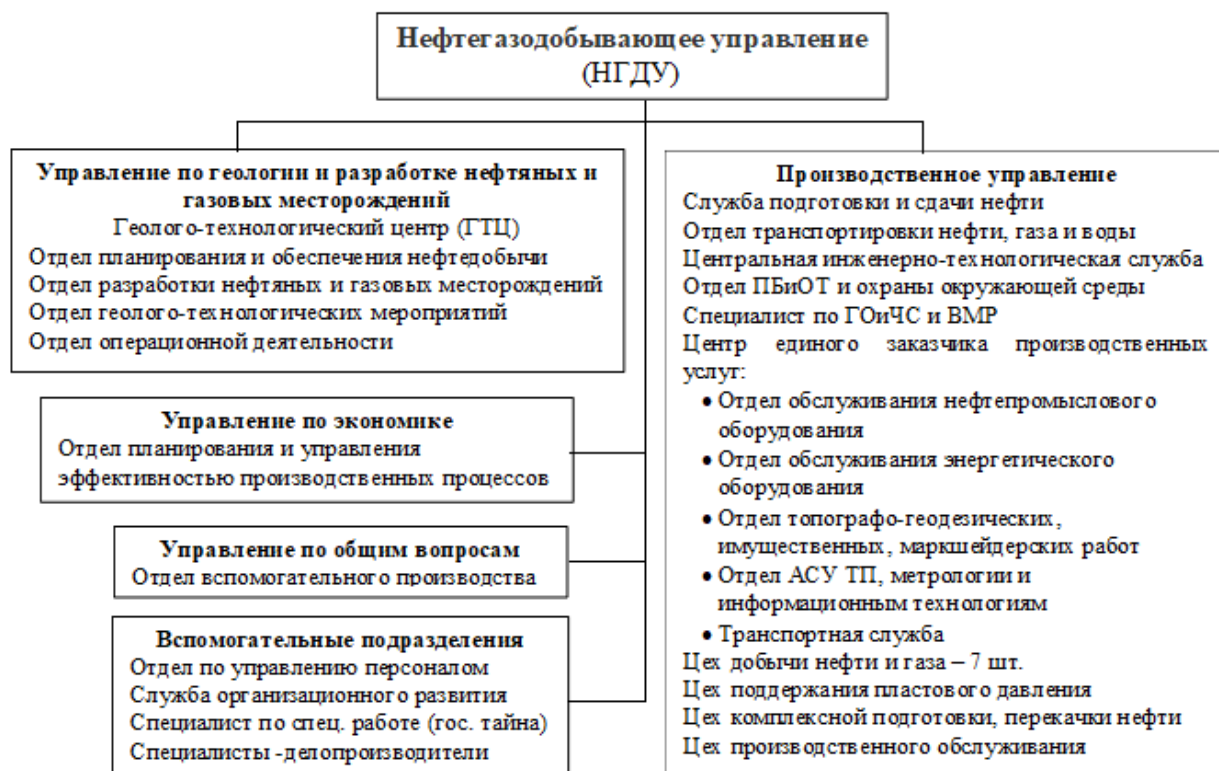 Нефтегазодобывающее управление
(НГДУ)
Управление по геологии и разработке нефтяных и
газовых месторождений
Геолого-технологический центр (ГТЦ)
Отдел планирования и обеспечения нефтедобычи
Отдел разработки нефтяных и газовых месторождений
Отдел геолого-технологических мероприятий
Отдел операционной деятельности
Управление по экономике
Отдел планирования и управления
эффективностью производственных процессов
Управление по общим вопросам
Отдел вспомогательного производства
Вспомогательные подразделения
Отдел по управлению персоналом
Служба организационного развития
Специалист по спец. работе (гос. тайна)
Специалисты -делопроизводители
Производственное управление
Служба подготовки и сдачи нефти
Отдел транспортировки нефти, газа и воды
Центральная инженерно-технологическая служба
Отдел ПБиОТ и охраны окружающей среды
Специалист по ГОиЧС и ВМР
Центр единого заказчика производственных
услуг:
• Отдел обслуживания нефтепромыслового
оборудования
• Отдел обслуживания энергетического
оборудования
• Отдел топографо-геодезических,
имущественных, маркшейдерских работ
• Отдел АСУ ТП, метрологии и
информационным технологиям
• Транспортная служба
Цех добычи нефти и газа – 7 шт.
Цех поддержания пластового давления
Цех комплексной подготовки, перекачки нефти
Цех производственного обслуживания